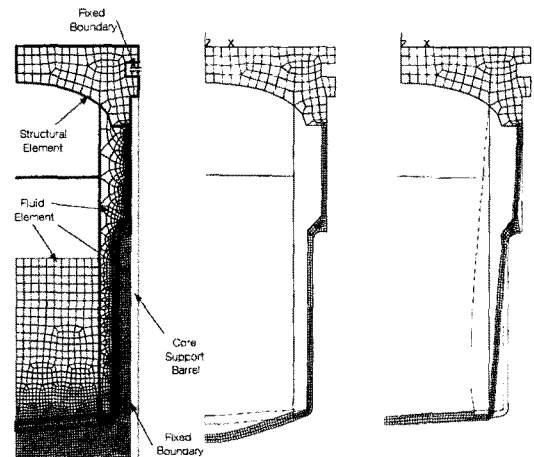 Fixed
Boundary
Z X
Z X
Structural
Element
Fluid
Element
Core
Support
Barrel
Fixed
Boundary